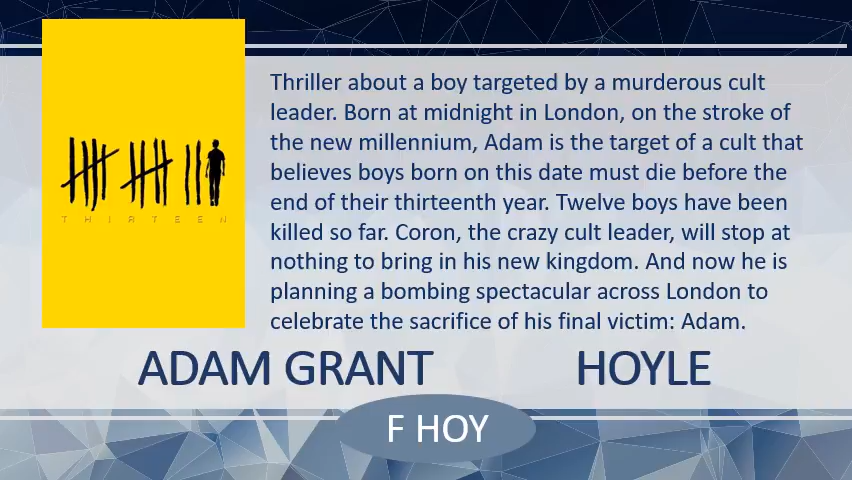 THIRTEEN
Thriller about a boy targeted by a murderous cult
leader. Born at midnight in London, on the stroke of
the new millennium, Adam is the target of a cult that
believes boys born on this date must die before the
end of their thirteenth year. Twelve boys have been
killed so far. Coron, the crazy cult leader, will stop at
nothing to bring in his new kingdom. And now he is
planning a bombing spectacular across London to
celebrate the sacrifice of his final victim: Adam.
ADAM GRANT HOYLE
F HOY